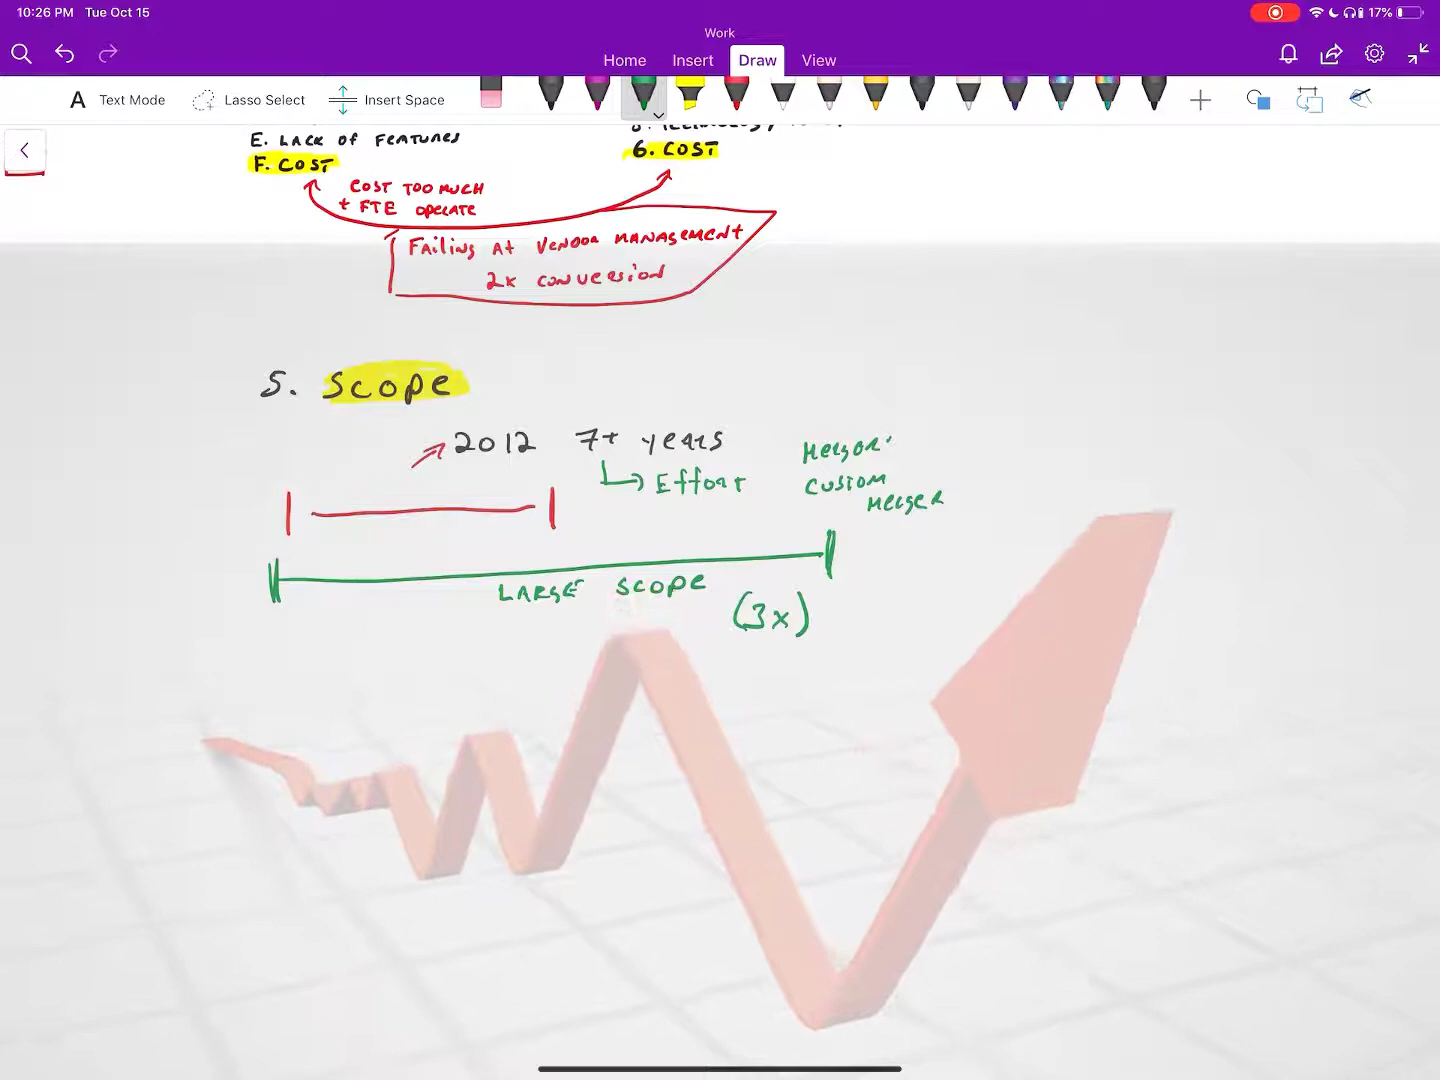 10:26 PM Tue Oct 15
17%
Work
Home Insert Draw View
A Text Mode Lasso Select Insert Space
E. LACK OF FEATURES
F. COST
6. COST
COST TOO MUCH
+ FTE OPERATE
FAILING AT VENDOR MANAGEMENT
2x CONVERSION
5. SCOPE
2012 7+ years
Effort
CUSTOM
MERGER
LARGE SCOPE
(3x)